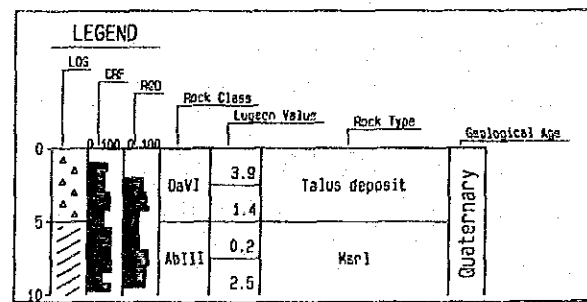 LEGEND
LOG
CRF
RQD
Rock Class
Lugeon Value
Rock Type
Geological Age
0 100 0 100
0
3.9
DaVI Talus deposit
1.4
5
0.2
AbIII Marl
2.5
10
Quaternary